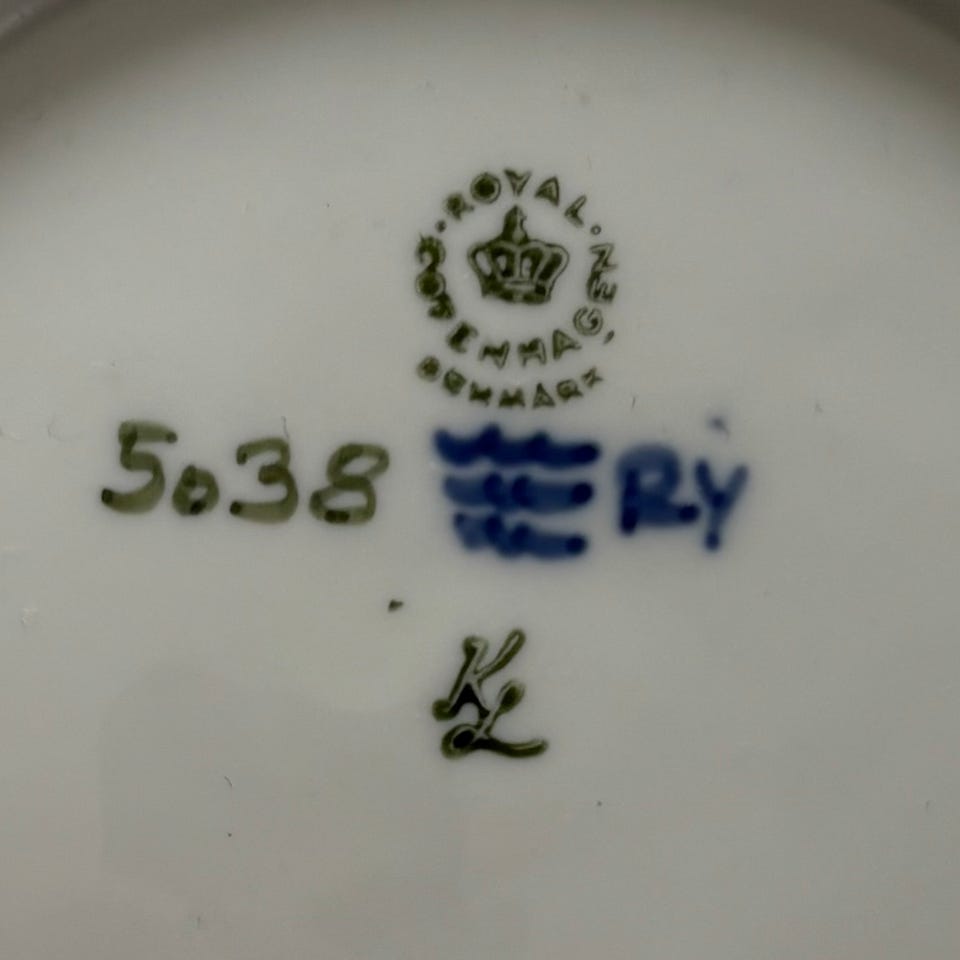 ROYAL
COPENHAGEN
DENMARK
5038 RY
KL